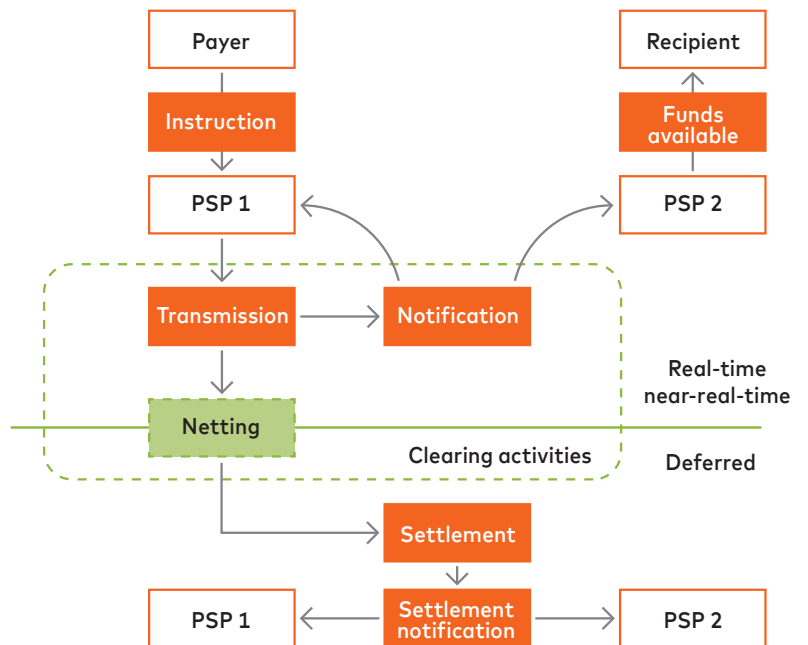 Payer
Recipient
Instruction
Funds
available
PSP 1
PSP 2
Transmission
Notification
Real-time
near-real-time
Netting
Clearing activities
Deferred
Settlement
PSP 1
Settlement
notification
PSP 2